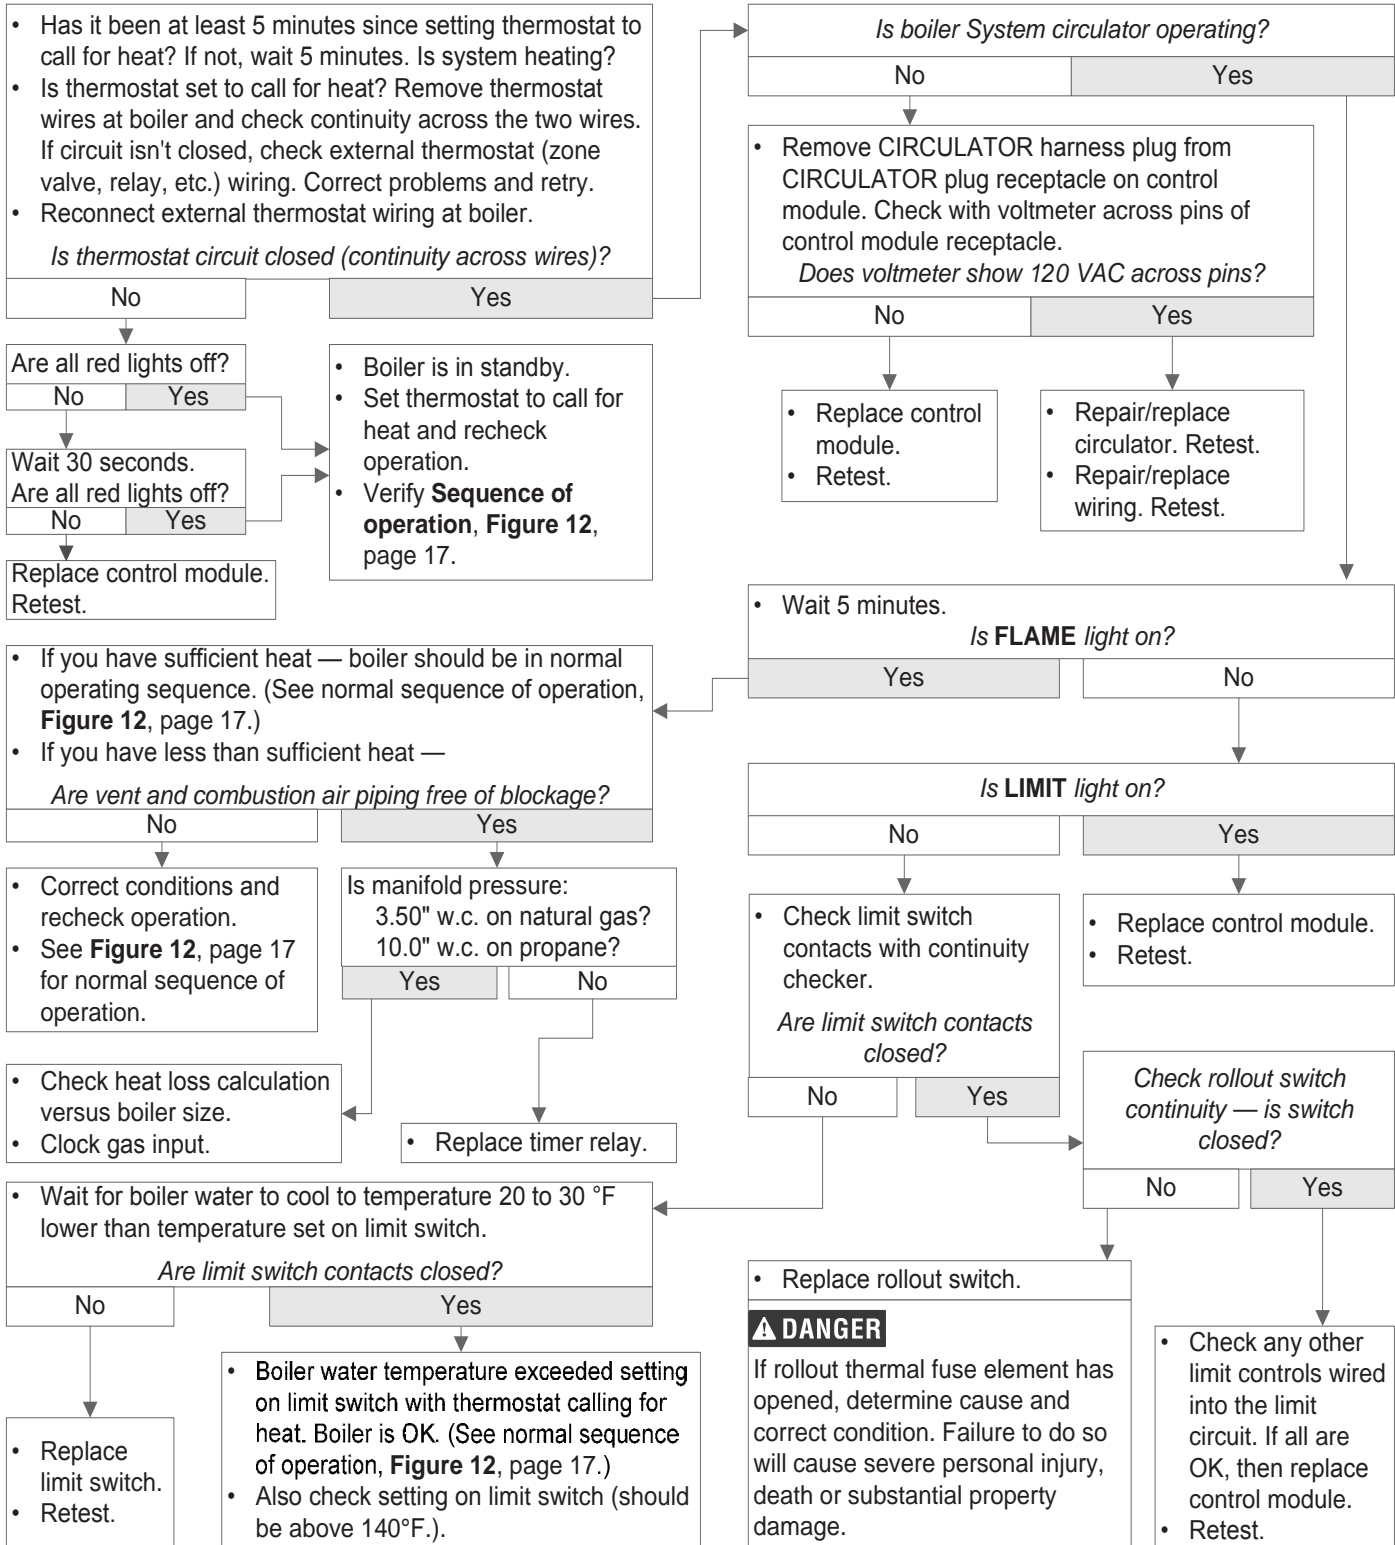 • Has it been at least 5 minutes since setting thermostat to
call for heat? If not, wait 5 minutes. Is system heating?
• Is thermostat set to call for heat? Remove thermostat
wires at boiler and check continuity across the two wires.
If circuit isn't closed, check external thermostat (zone
valve, relay, etc.) wiring. Correct problems and retry.
• Reconnect external thermostat wiring at boiler.
Is thermostat circuit closed (continuity across wires)?
No
Yes
Are all red lights off?
No
Yes
Wait 30 seconds.
Are all red lights off?
No
Yes
Replace control module.
Retest.
• Boiler is in standby.
• Set thermostat to call for
heat and recheck
operation.
• Verify Sequence of
operation, Figure 12,
page 17.
Is boiler System circulator operating?
No
Yes
• Remove CIRCULATOR harness plug from
CIRCULATOR plug receptacle on control
module. Check with voltmeter across pins of
control module receptacle.
Does voltmeter show 120 VAC across pins?
No
Yes
• Replace control
module.
• Retest.
• Repair/replace
circulator. Retest.
• Repair/replace
wiring. Retest.
• Wait 5 minutes.
Is FLAME light on?
Yes
No
• If you have sufficient heat — boiler should be in normal
operating sequence. (See normal sequence of operation,
Figure 12, page 17.)
• If you have less than sufficient heat —
Are vent and combustion air piping free of blockage?
No
Yes
• Correct conditions and
recheck operation.
• See Figure 12, page 17
for normal sequence of
operation.
Is manifold pressure:
3.50" w.c. on natural gas?
10.0" w.c. on propane?
Yes
No
• Check heat loss calculation
versus boiler size.
• Clock gas input.
• Replace timer relay.
Is LIMIT light on?
No
Yes
• Check limit switch
contacts with continuity
checker.
Are limit switch contacts
closed?
No
Yes
• Replace control module.
• Retest.
Check rollout switch
continuity — is switch
closed?
No
Yes
• Wait for boiler water to cool to temperature 20 to 30 °F
lower than temperature set on limit switch.
Are limit switch contacts closed?
No
Yes
• Replace
limit switch.
• Retest.
• Boiler water temperature exceeded setting
on limit switch with thermostat calling for
heat. Boiler is OK. (See normal sequence
of operation, Figure 12, page 17.)
• Also check setting on limit switch (should
be above 140°F.).
• Replace rollout switch.
DANGER
If rollout thermal fuse element has
opened, determine cause and
correct condition. Failure to do so
will cause severe personal injury,
death or substantial property
damage.
• Check any other
limit controls wired
into the limit
circuit. If all are
OK, then replace
control module.
• Retest.